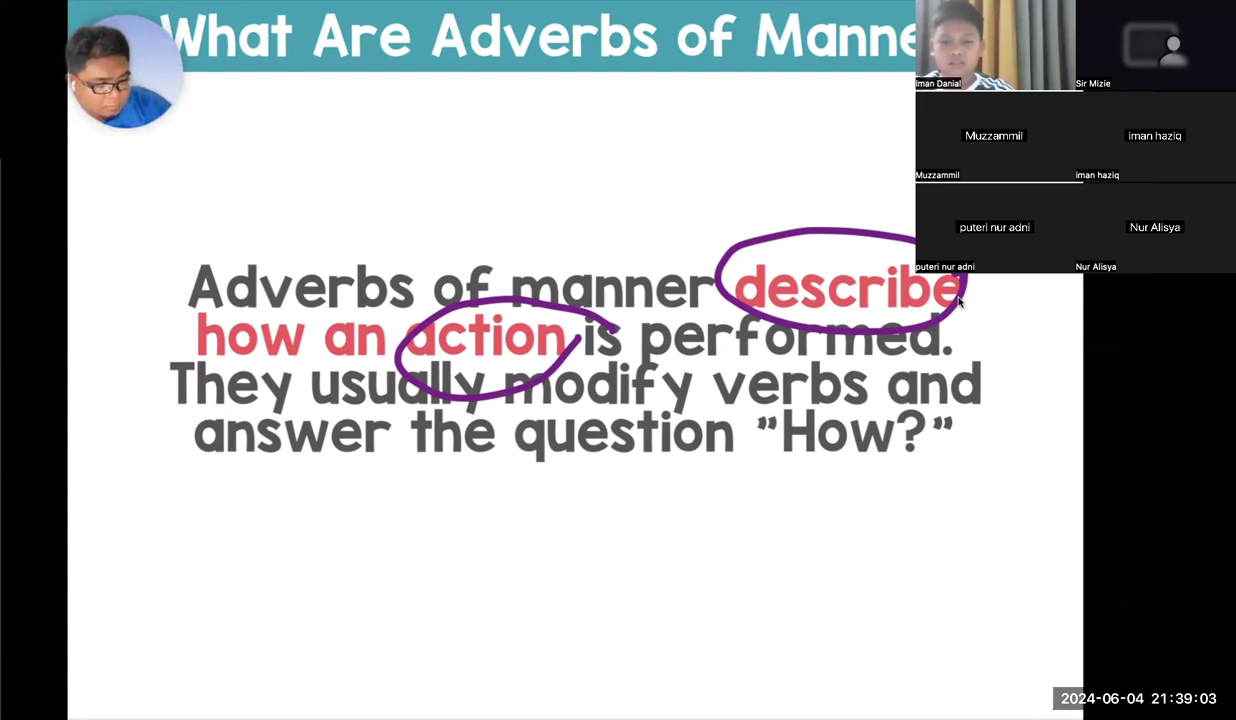 What Are Adverbs of Manne
Iman Danial
Sir Mizie
Muzzammil
iman haziq
Muzzammil
iman haziq
puteri nur adni
Nur Alisya
puteri nur adni
Nur Alisya
Adverbs of manner describe
how an action is performed.
They usually modify verbs and
answer the question "How?"
2024-06-04 21:39:03